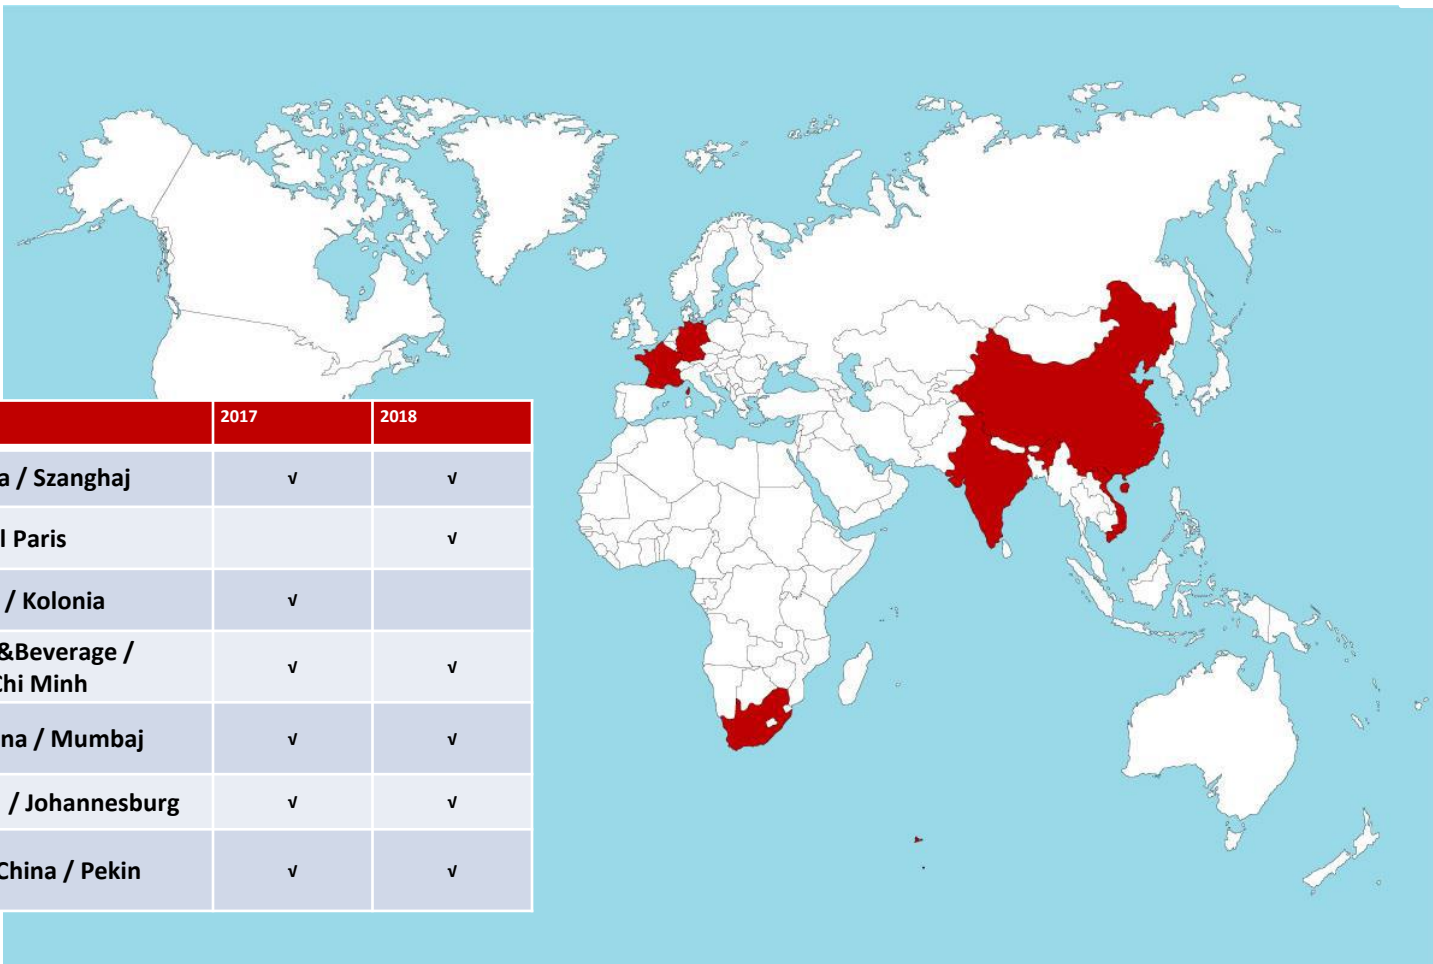 2017 2018
a / Szanghaj √ √
l Paris √
/ Kolonia √
&Beverage /
Chi Minh √ √
na / Mumbaj √ √
/ Johannesburg √ √
China / Pekin √ √